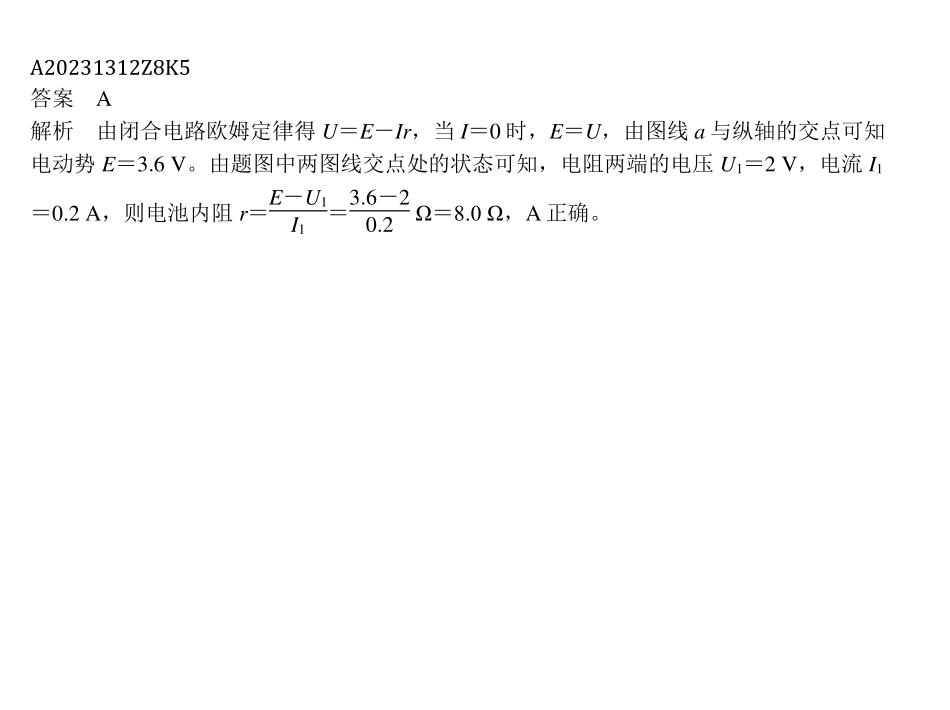 A20231312Z8K5
答案 A
解析 由闭合电路欧姆定律得 U=E-Ir，当 I=0 时，E=U，由图线 a 与纵轴的交点可知
电动势 E=3.6 V。由题图中两图线交点处的状态可知，电阻两端的电压 U₁=2 V，电流 I₁
=0.2 A，则电池内阻 r=\frac{E-U₁}{I₁}=\frac{3.6-2}{0.2} Ω=8.0 Ω，A 正确。